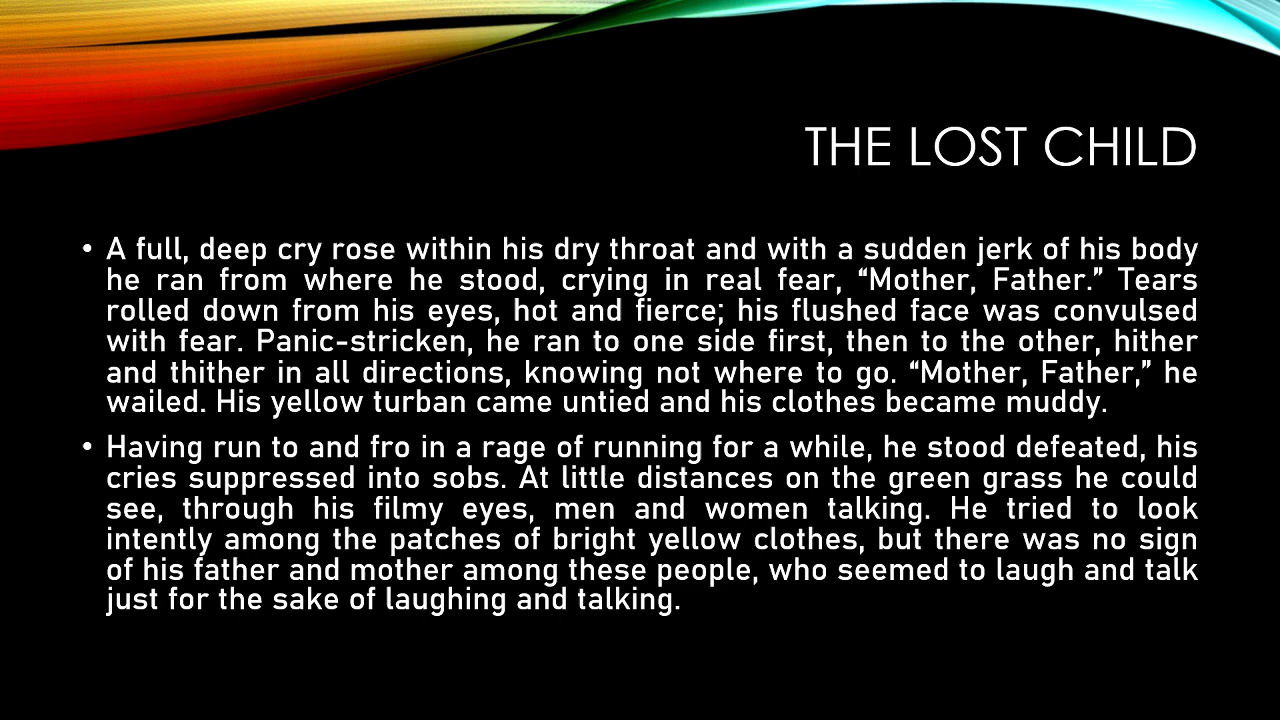 THE LOST CHILD
• A full, deep cry rose within his dry throat and with a sudden jerk of his body
he ran from where he stood, crying in real fear, “Mother, Father.” Tears
rolled down from his eyes, hot and fierce; his flushed face was convulsed
with fear. Panic-stricken, he ran to one side first, then to the other, hither
and thither in all directions, knowing not where to go. “Mother, Father,” he
wailed. His yellow turban came untied and his clothes became muddy.
• Having run to and fro in a rage of running for a while, he stood defeated, his
cries suppressed into sobs. At little distances on the green grass he could
see, through his filmy eyes, men and women talking. He tried to look
intently among the patches of bright yellow clothes, but there was no sign
of his father and mother among these people, who seemed to laugh and talk
just for the sake of laughing and talking.